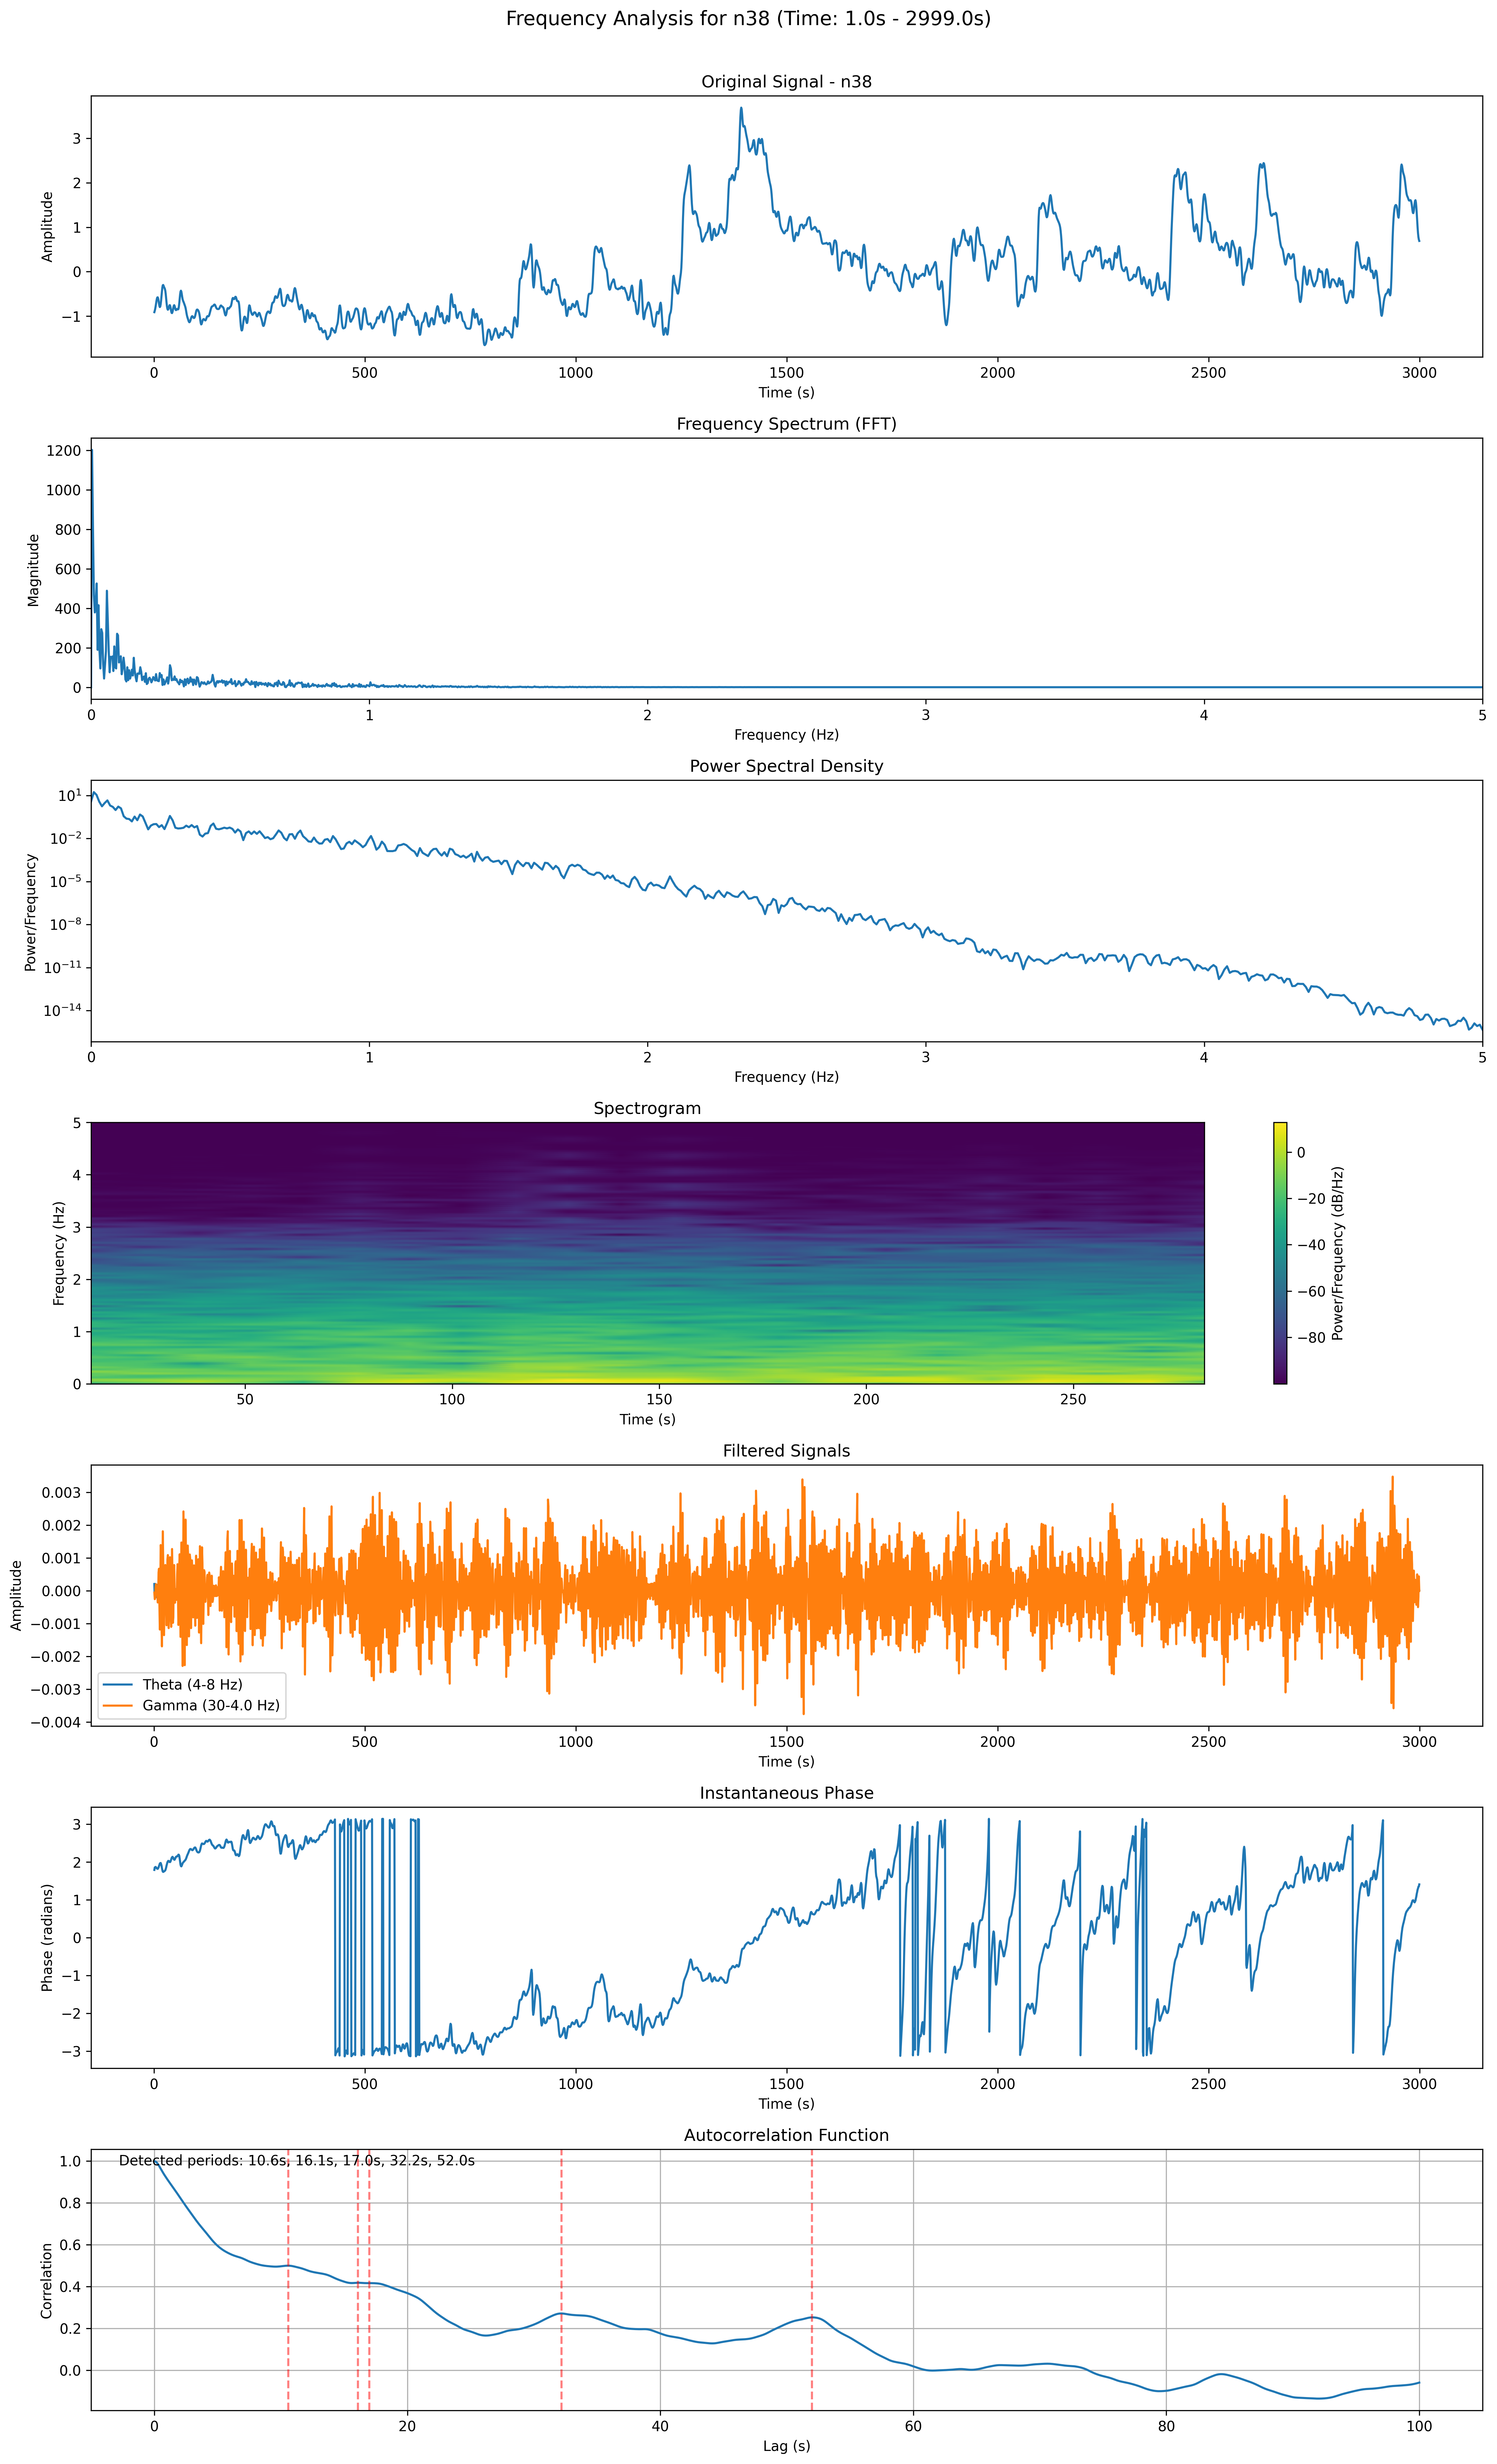 Frequency Analysis for n38 (Time: 1.0s - 2999.0s)
Original Signal - n38
Amplitude
3
2
1
0
−1
0 500 1000 1500 2000 2500 3000
Time (s)
Frequency Spectrum (FFT)
Magnitude
1200
1000
800
600
400
200
0
0 1 2 3 4 5
Frequency (Hz)
Power Spectral Density
Power/Frequency
10¹
10⁻²
10⁻⁵
10⁻⁸
10⁻¹¹
10⁻¹⁴
0 1 2 3 4 5
Frequency (Hz)
Spectrogram
Frequency (Hz)
5
4
3
2
1
0
50 100 150 200 250
Time (s)
0
−20
−40
−60
−80
Power/Frequency (dB/Hz)
Filtered Signals
Amplitude
0.003
0.002
0.001
0.000
−0.001
−0.002
−0.003
−0.004
Theta (4-8 Hz)
Gamma (30-4.0 Hz)
0 500 1000 1500 2000 2500 3000
Time (s)
Instantaneous Phase
Phase (radians)
3
2
1
0
−1
−2
−3
0 500 1000 1500 2000 2500 3000
Time (s)
Autocorrelation Function
Detected periods: 10.6s, 16.1s, 17.0s, 32.2s, 52.0s
Correlation
1.0
0.8
0.6
0.4
0.2
0.0
0 20 40 60 80 100
Lag (s)